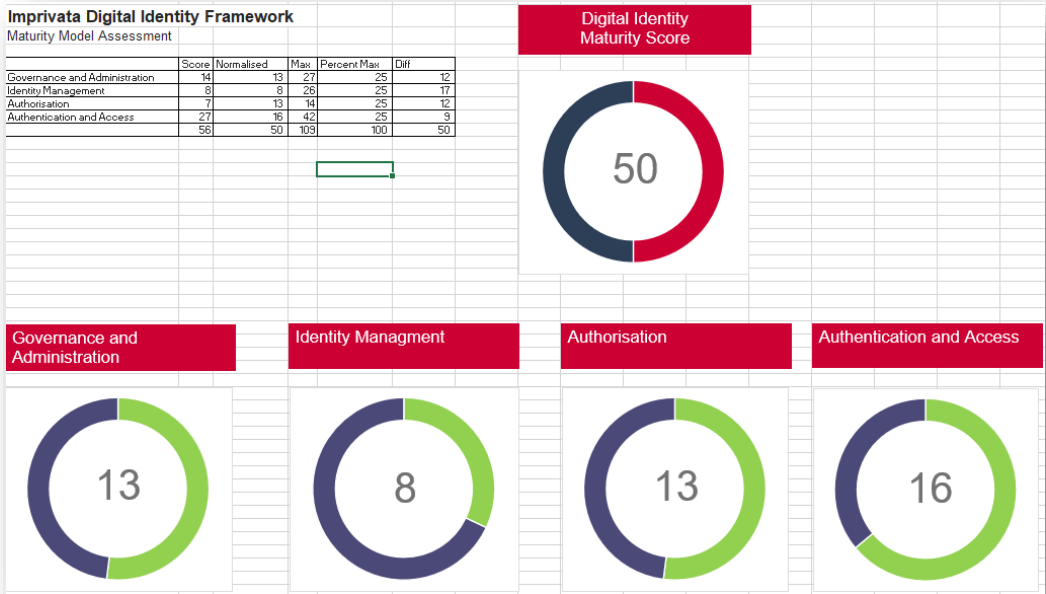 Imprivata Digital Identity Framework
Maturity Model Assessment
Digital Identity
Maturity Score
Score Normalised Max Percent Max Diff
Governance and Administration 14 13 27 25 12
Identity Management 8 8 26 25 17
Authorisation 7 13 14 25 12
Authentication and Access 27 16 42 25 9
56 50 109 100 50
50
Governance and
Administration
Identity Managment
Authorisation
Authentication and Access
13
8
13
16